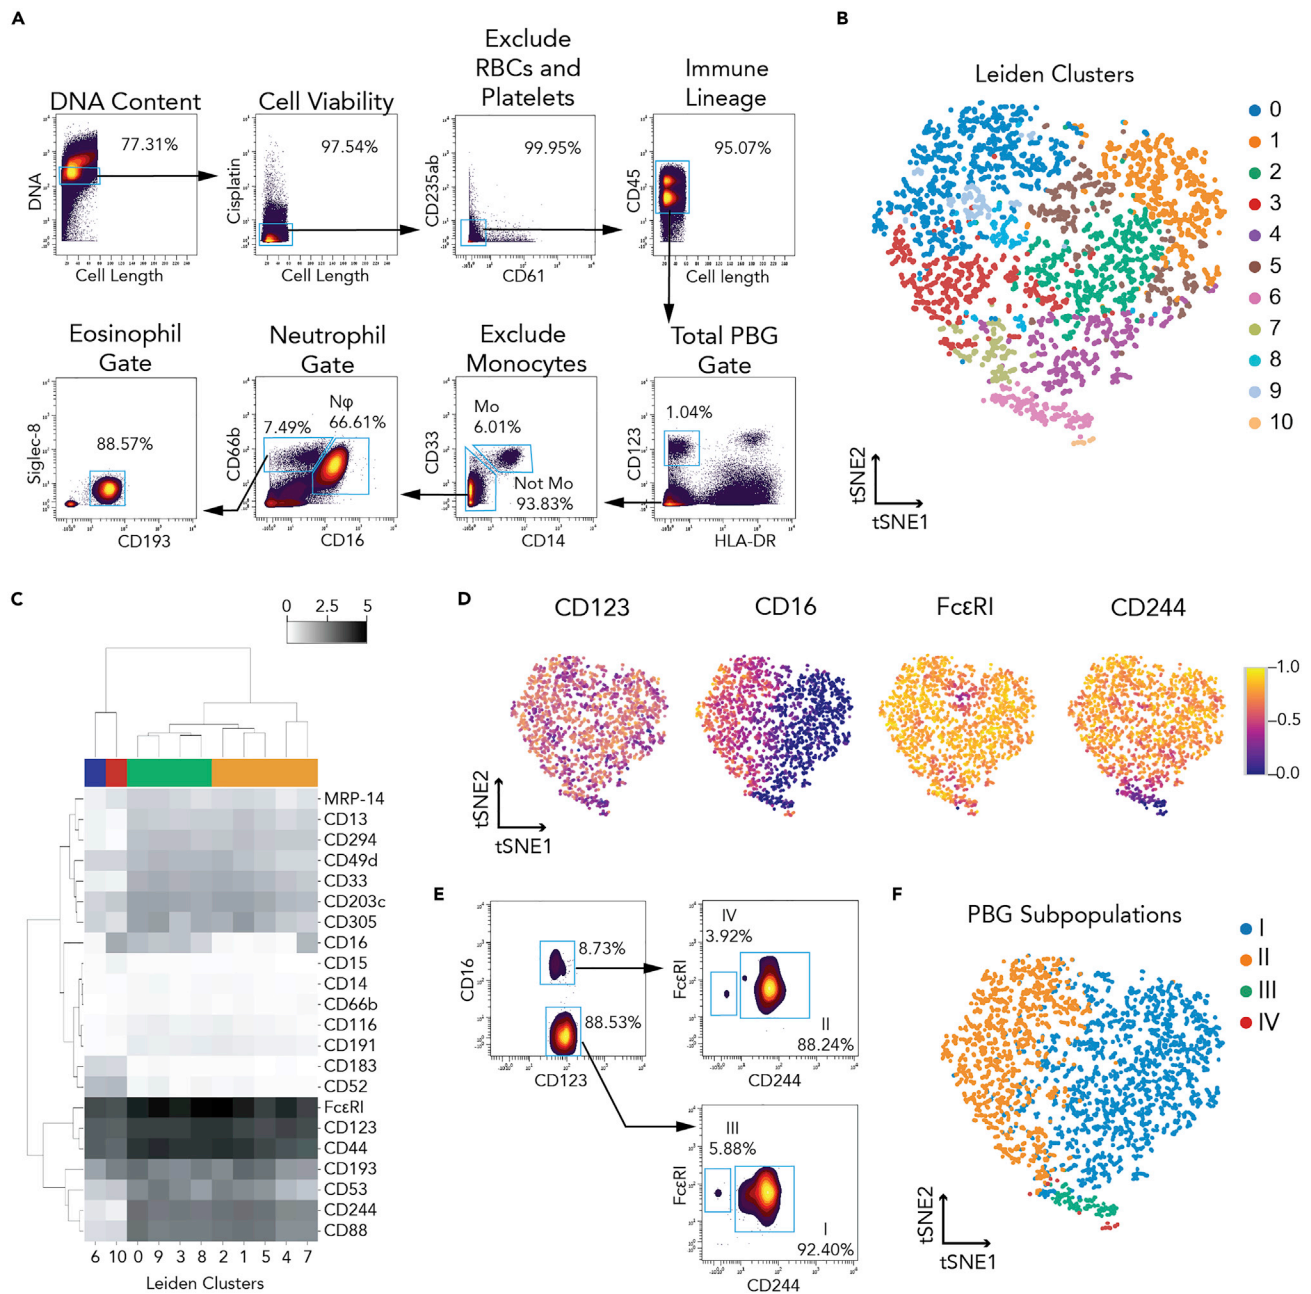 A
DNA Content
77.31%
DNA
Cell Length
Cell Viability
97.54%
Cisplatin
Cell Length
Exclude
RBCs and
Platelets
99.95%
CD235ab
CD61
Immune
Lineage
95.07%
CD45
Cell length
Eosinophil
Gate
88.57%
Siglec-8
CD193
Neutrophil
Gate
Nφ
7.49%
66.61%
CD66b
CD16
Exclude
Monocytes
Mo
6.01%
Not Mo
93.83%
CD33
CD14
Total PBG
Gate
1.04%
CD123
HLA-DR
B
Leiden Clusters
0
1
2
3
4
5
6
7
8
9
10
tSNE2
tSNE1
C
0 2.5 5
MRP-14
CD13
CD294
CD49d
CD33
CD203c
CD305
CD16
CD15
CD14
CD66b
CD116
CD191
CD183
CD52
FcεRI
CD123
CD44
CD193
CD53
CD244
CD88
6 10 0 9 3 8 2 1 5 4 7
Leiden Clusters
D
CD123
CD16
FcεRI
CD244
1.0
0.5
0.0
tSNE2
tSNE1
E
CD16
8.73%
88.53%
CD123
IV
3.92%
FcεRI
II
88.24%
CD244
III
5.88%
FcεRI
I
92.40%
CD244
F
PBG Subpopulations
I
II
III
IV
tSNE2
tSNE1